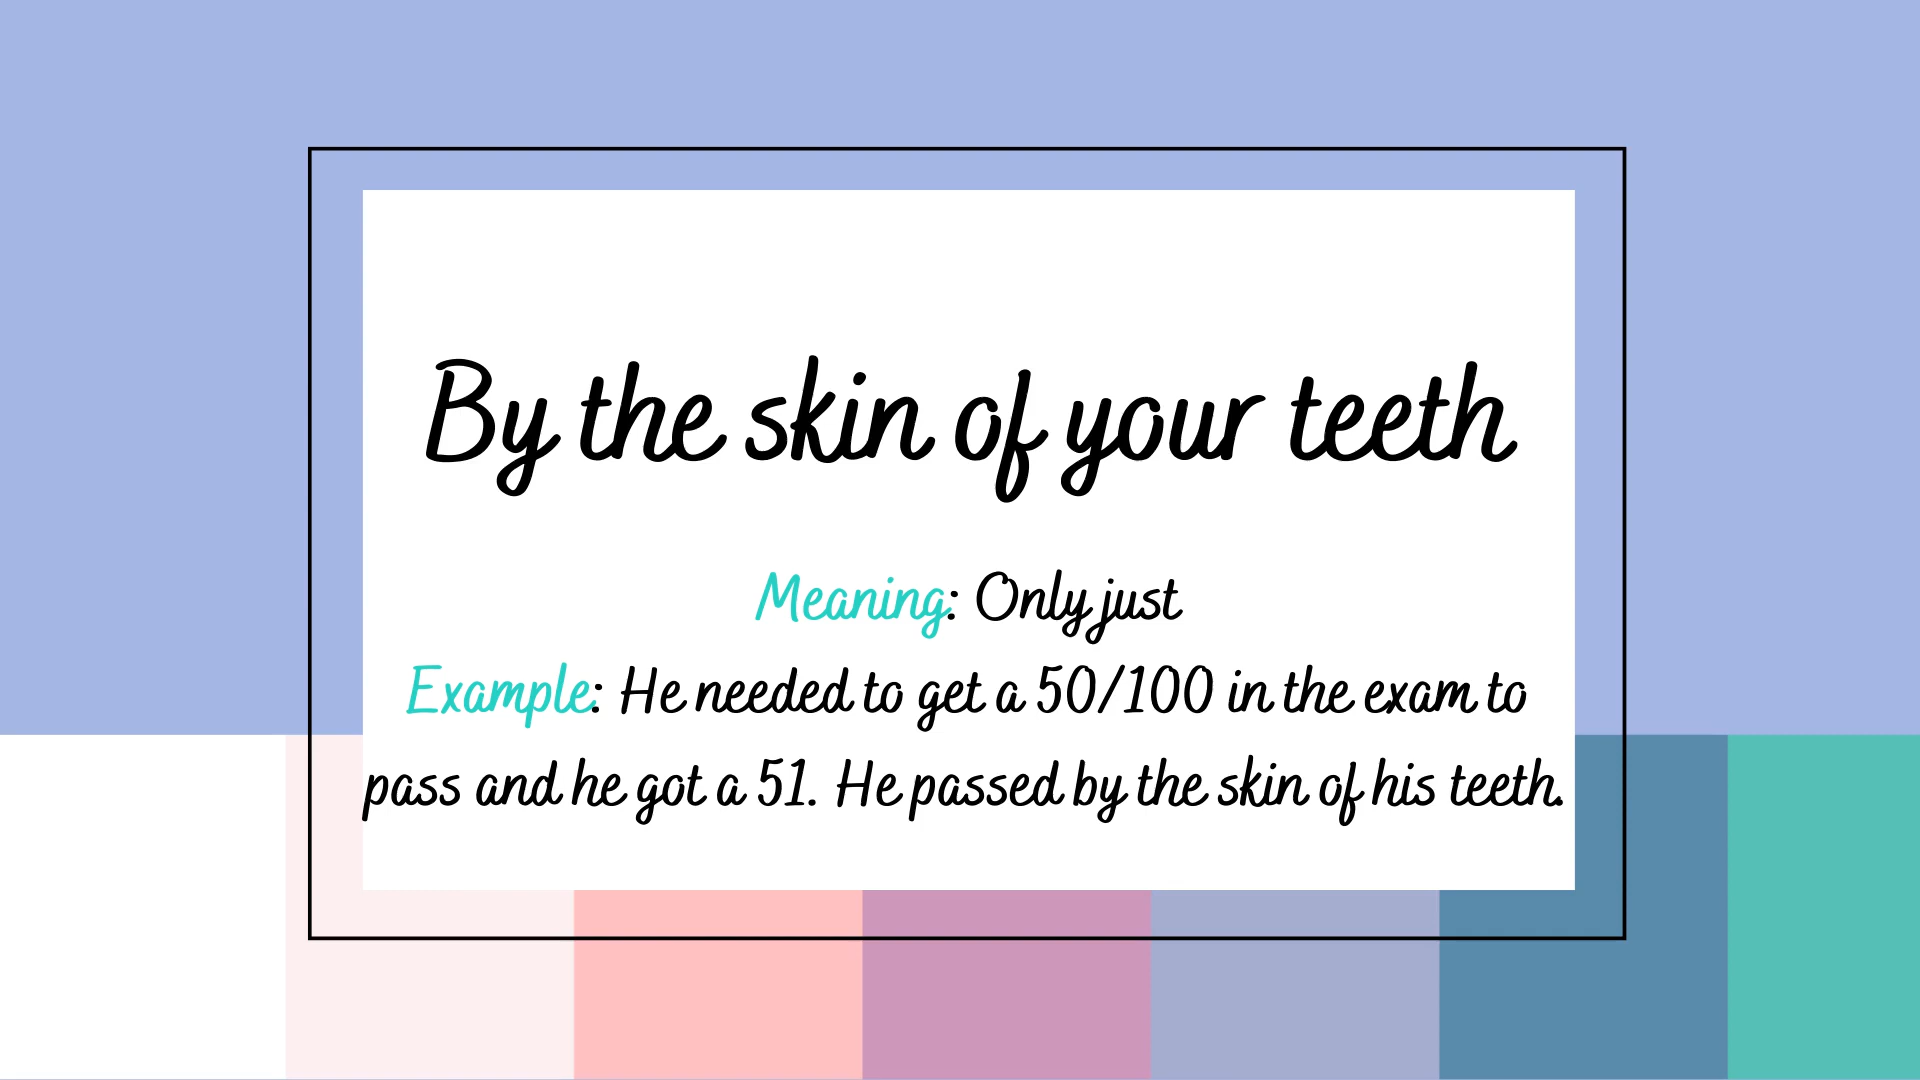 By the skin of your teeth
Meaning: Only just
Example: He needed to get a 50/100 in the exam to
pass and he got a 51. He passed by the skin of his teeth.